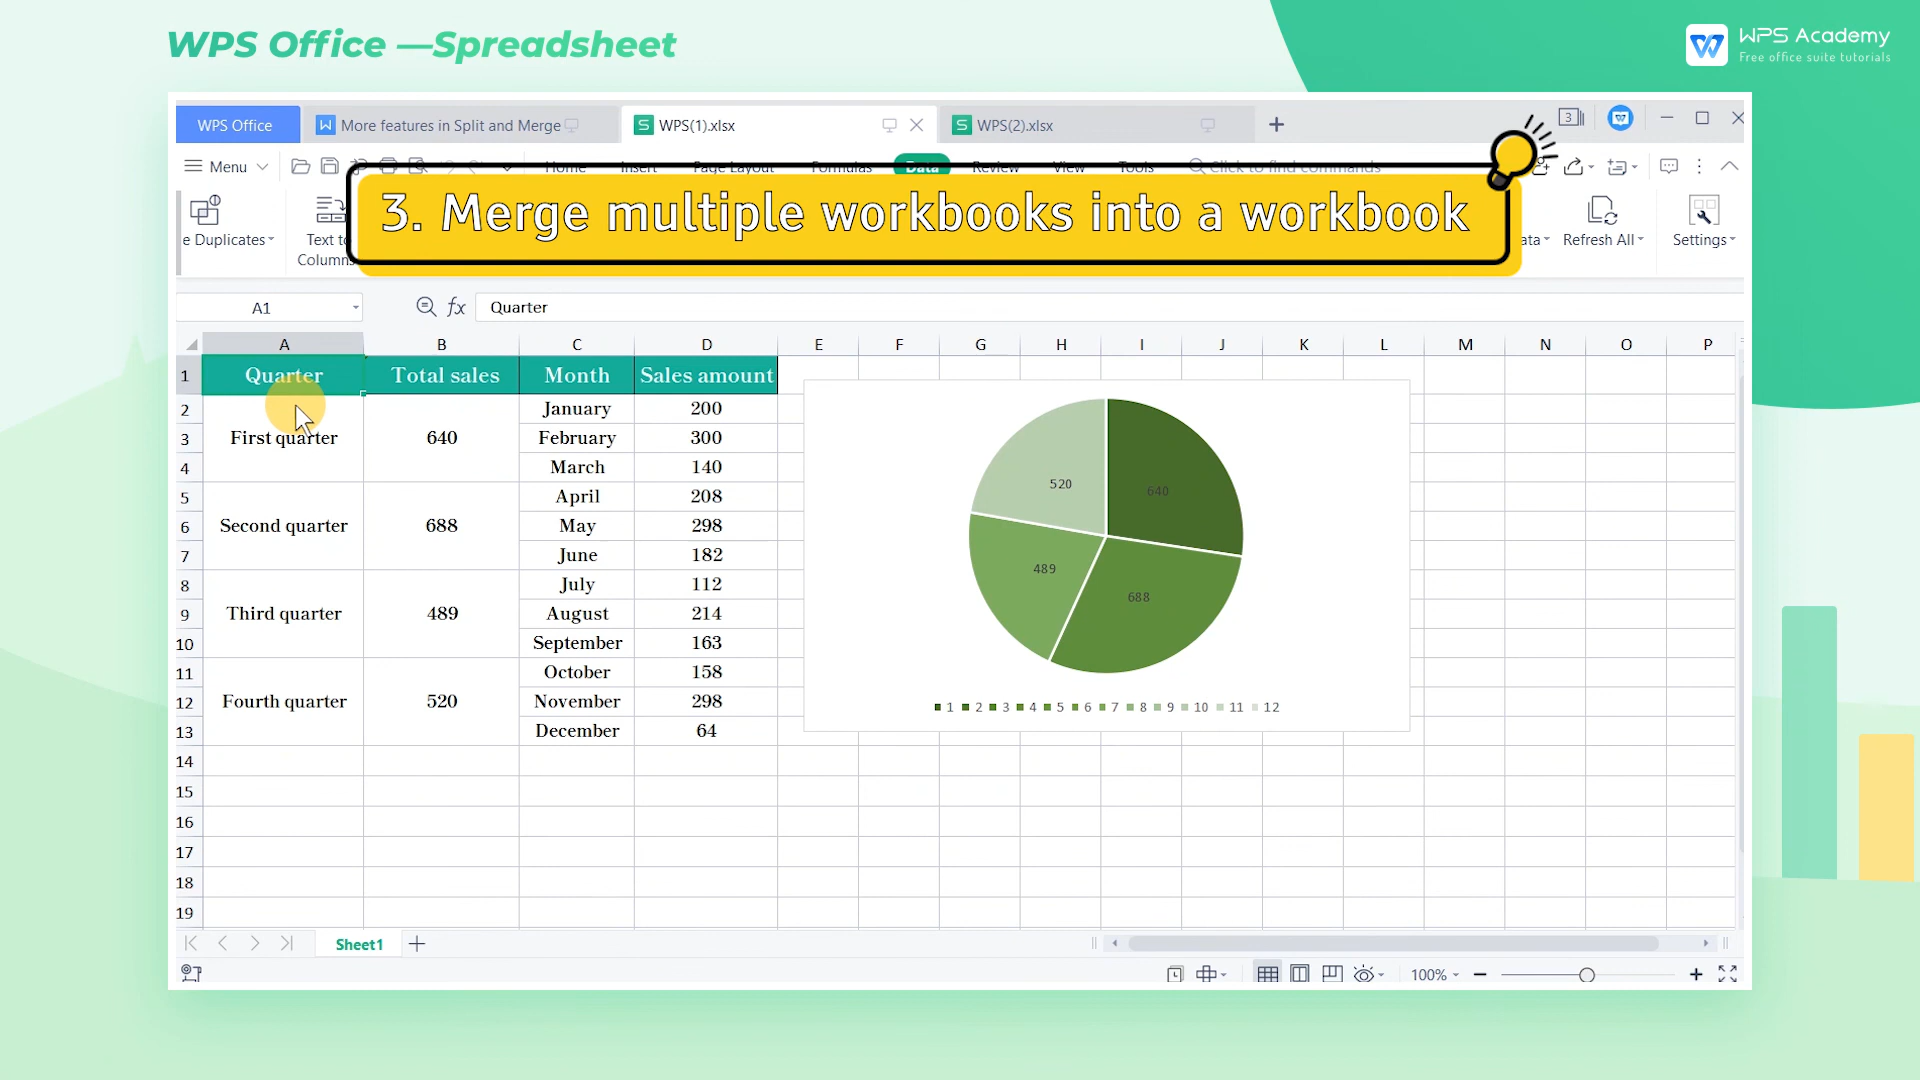 WPS Office —Spreadsheet
WPS Academy
Free office suite tutorials
WPS Office
More features in Split and Merge
WPS(1).xlsx
WPS(2).xlsx
3
Menu
Home Insert Page Layout Formulas Data Review View Tools Click to find commands
3. Merge multiple workbooks into a workbook
e Duplicates
Text to
Columns
ata
Refresh All
Settings
A1
fx
Quarter
A B C D E F G H I J K L M N O P
1 Quarter Total sales Month Sales amount
2 January 200
3 First quarter 640 February 300
4 March 140
5 April 208
6 Second quarter 688 May 298
7 June 182
8 July 112
9 Third quarter 489 August 214
10 September 163
11 October 158
12 Fourth quarter 520 November 298
13 December 64
14
15
16
17
18
19
520
640
489
688
1 2 3 4 5 6 7 8 9 10 11 12
Sheet1
100%